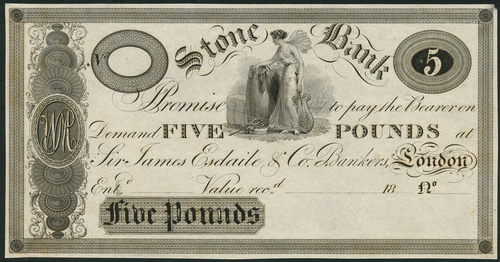 Stone Bank
No 5
I Promise to pay the Bearer on
Demand FIVE POUNDS at
Sir James Esdaile & Co. Bankers, London
Entd Value recd 18 No
Five Pounds